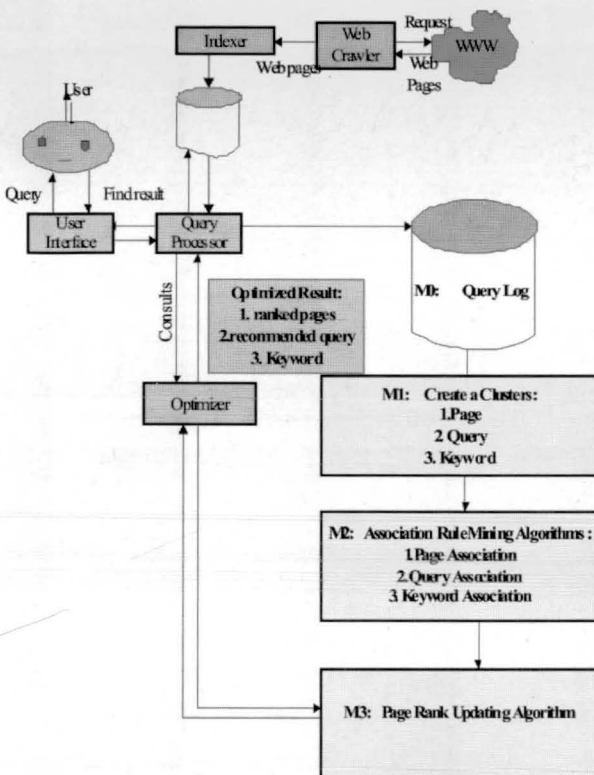 Request
Web
Crawler
Indexer
WWW
Web pages
Web
Pages
User
Query
Find result
User
Interface
Query
Processor
M0: Query Log
Consults
Optimized Result:
1. ranked pages
2.recommended query
3. Keyword
Optimizer
M1: Create a Clusters:
1.Page
2 Query
3. Keyword
M2: Association Rule Mining Algorithms :
1.Page Association
2.Query Association
3 Keyword Association
M3: Page Rank Updating Algorithm